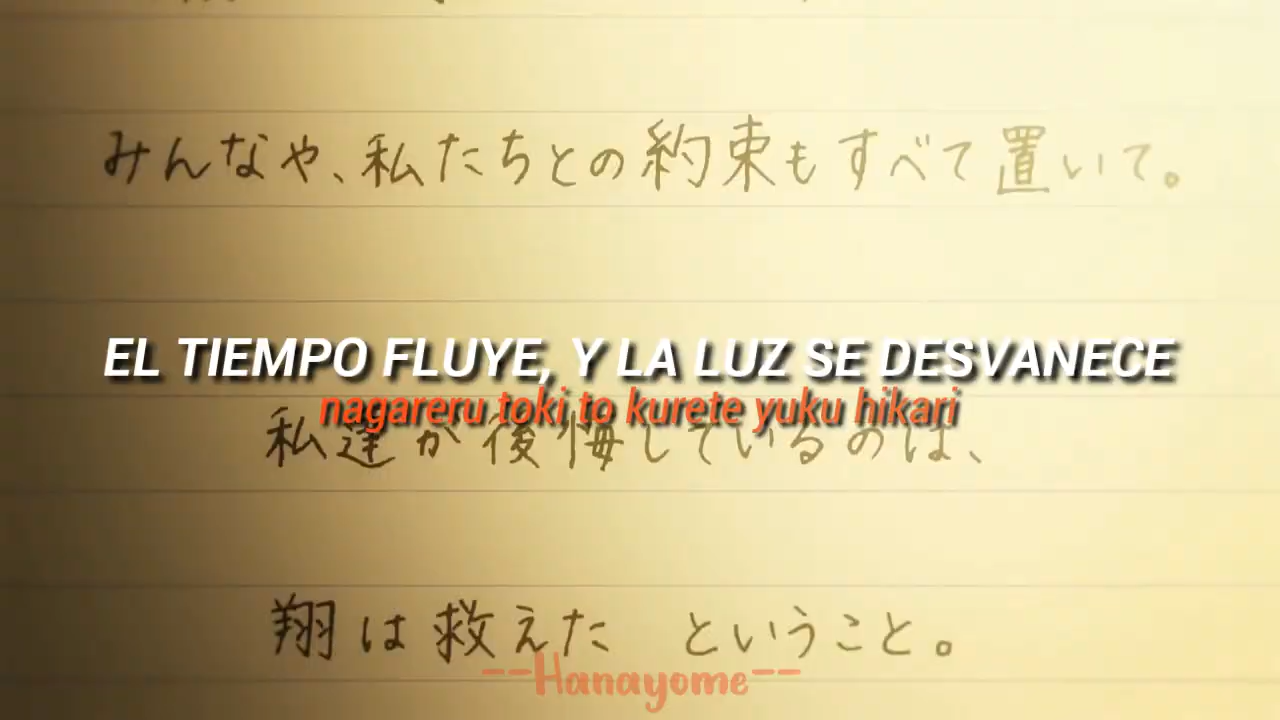 みんなや、私たちとの約束もすべて置いて。
EL TIEMPO FLUYE, Y LA LUZ SE DESVANECE
nagareru toki to kurete yuku hikari
私達が後悔しているのは、
翔は救えた ということ。
--Hanayome--